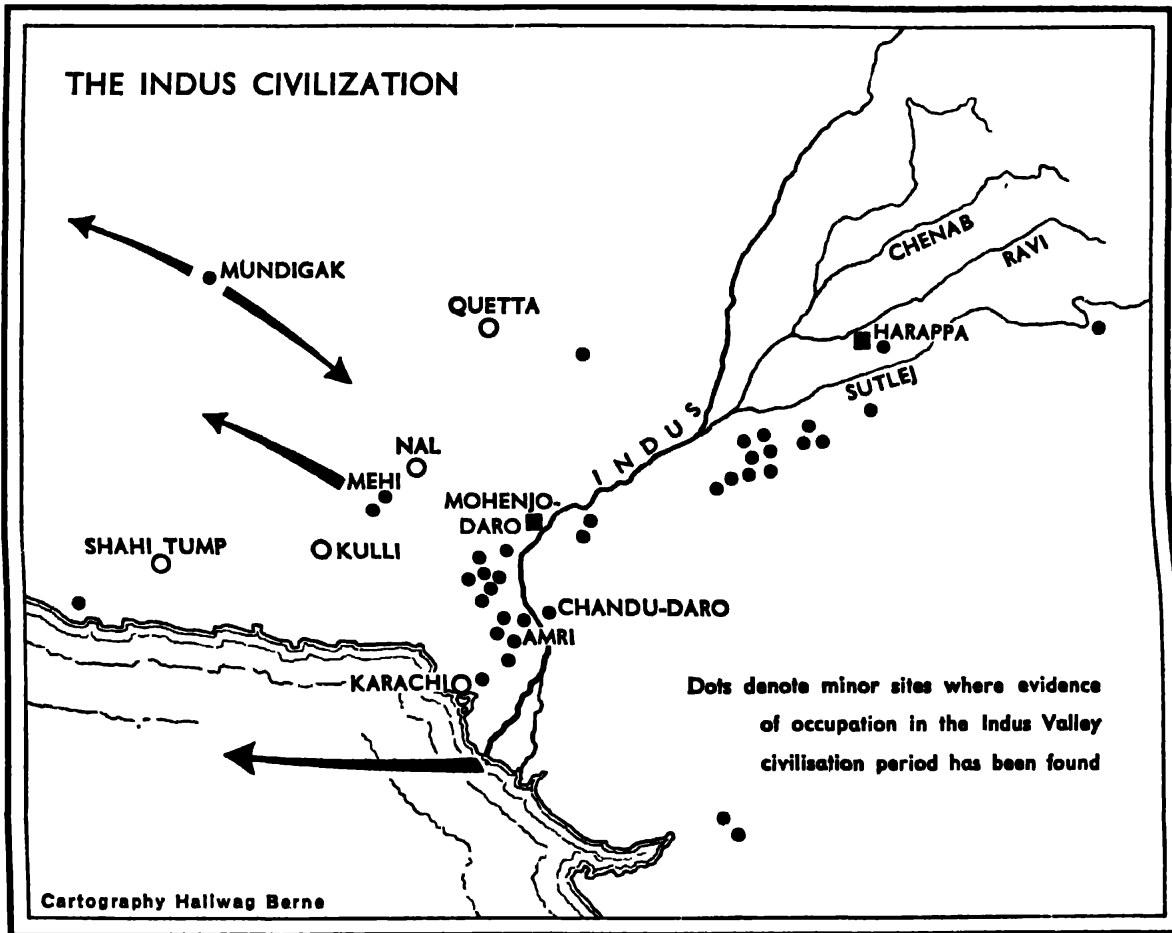 THE INDUS CIVILIZATION
CHENAB
RAVI
MUNDIGAK
QUETTA
HARAPPA
SUTLEJ
INDUS
NAL
MEHI
MOHENJO-
DARO
SHAHI TUMP
KULLI
CHANDU-DARO
AMRI
KARACHI
Dots denote minor sites where evidence
of occupation in the Indus Valley
civilisation period has been found
Cartography Hallwag Berne